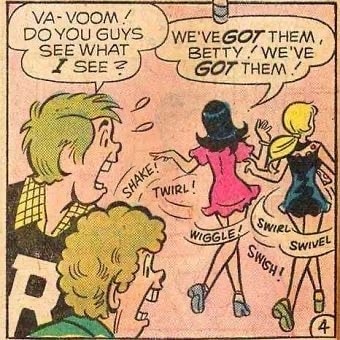 VA-VOOM!
DO YOU GUYS
SEE WHAT
I SEE?
WE'VE GOT THEM,
BETTY! WE'VE
GOT THEM!
SHAKE!
TWIRL!
WIGGLE!
SWIRL
SWIVEL
SWISH!
R
4